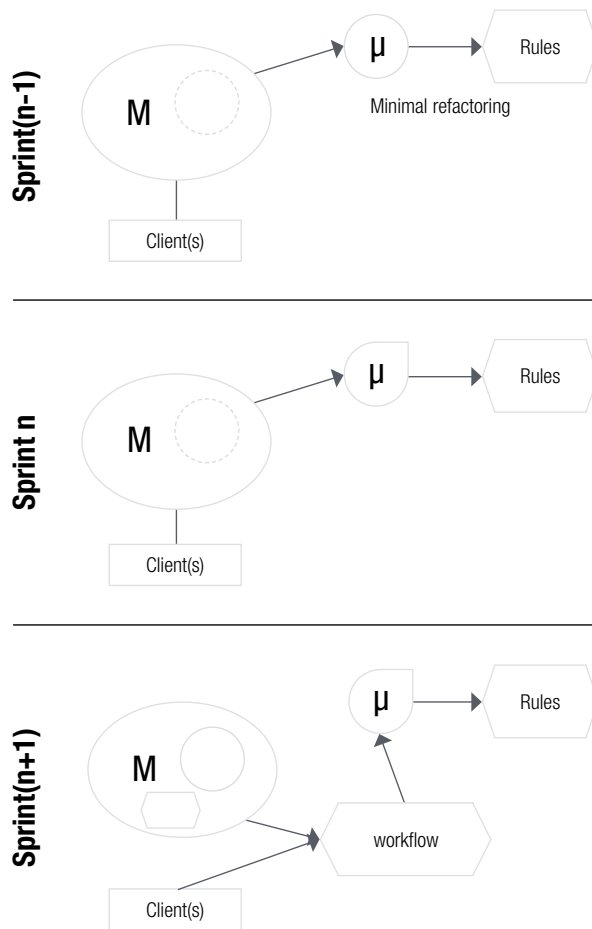 Sprint(n-1)
M
µ
Rules
Minimal refactoring
Client(s)
Sprint n
M
µ
Rules
Client(s)
Sprint(n+1)
µ
Rules
M
workflow
Client(s)